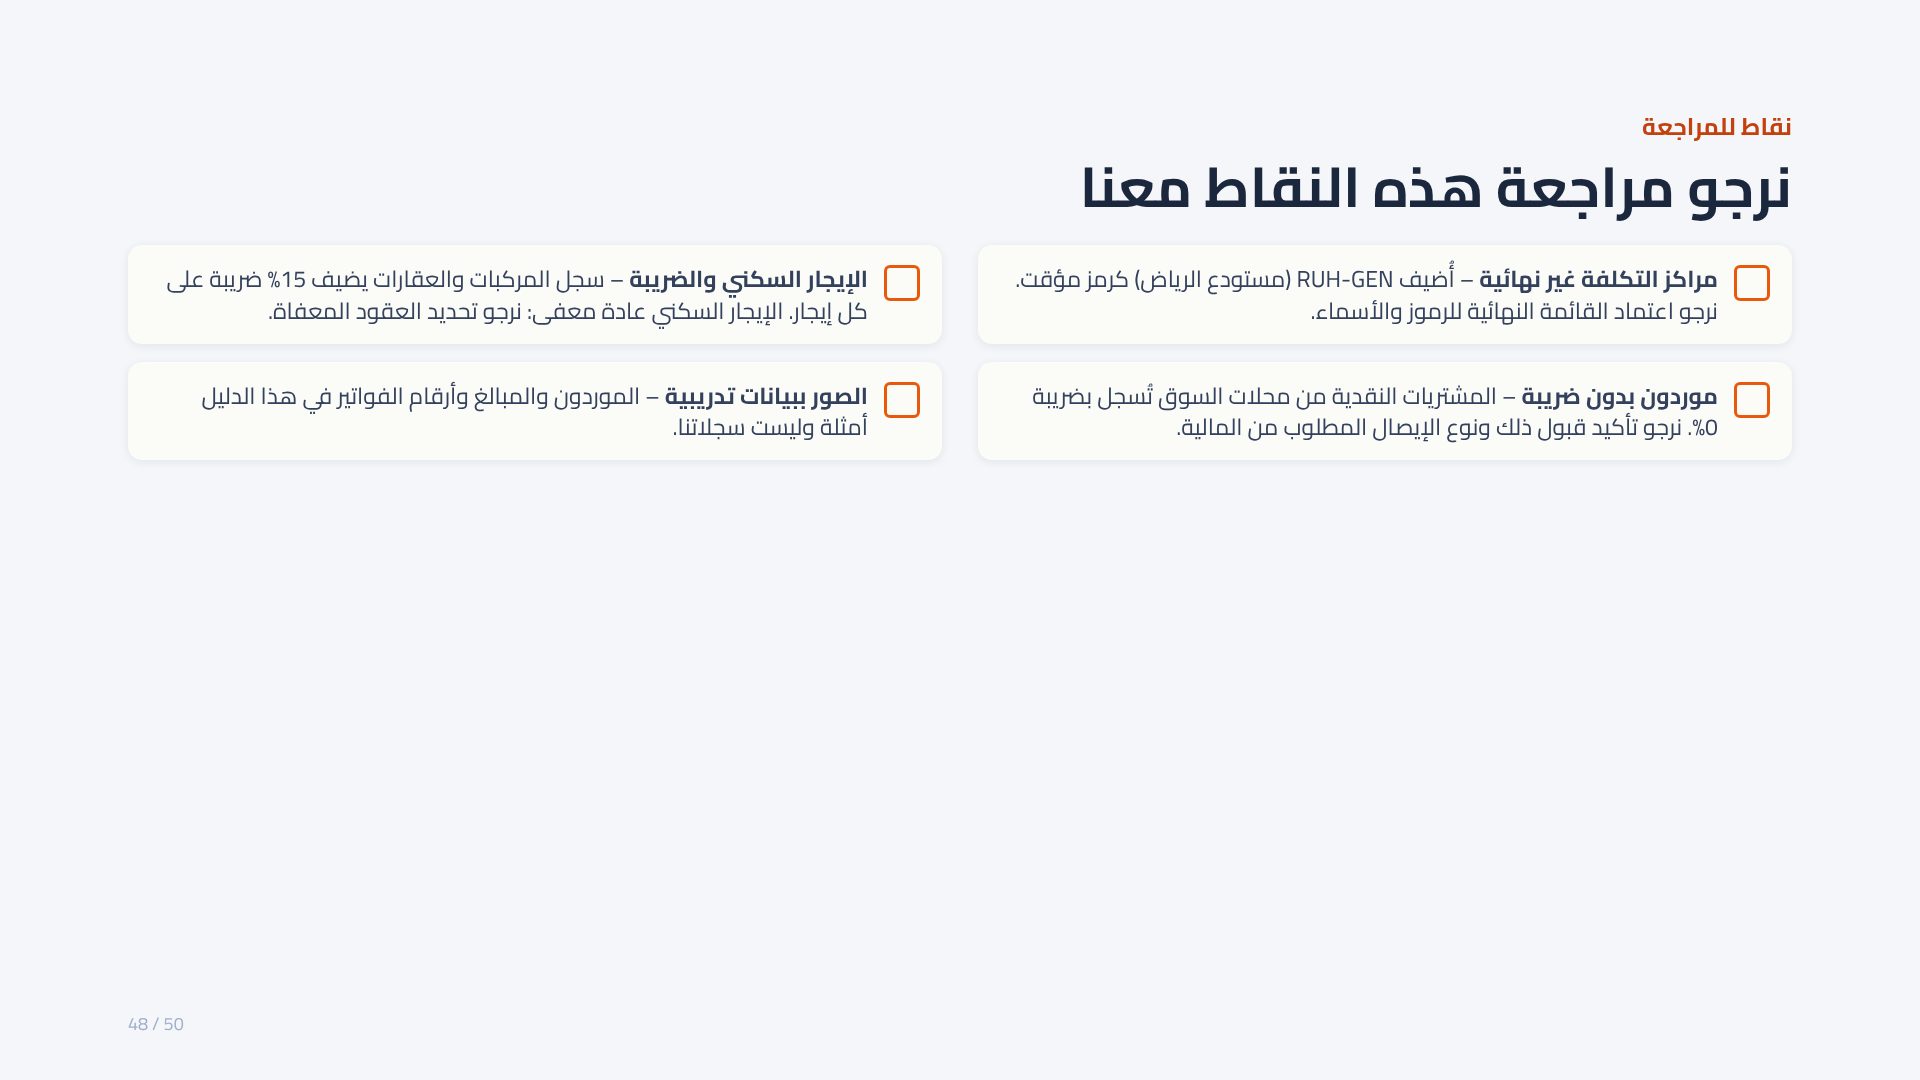 نقاط للمراجعة
نرجو مراجعة هذه النقاط معنا
مراكز التكلفة غير نهائية – أُضيف RUH-GEN (مستودع الرياض) كرمز مؤقت.
نرجو اعتماد القائمة النهائية للرموز والأسماء.
الإيجار السكني والضريبة – سجل المركبات والعقارات يضيف 15% ضريبة على
كل إيجار. الإيجار السكني عادة معفى: نرجو تحديد العقود المعفاة.
موردون بدون ضريبة – المشتريات النقدية من محلات السوق تُسجل بضريبة
0%. نرجو تأكيد قبول ذلك ونوع الإيصال المطلوب من المالية.
الصور ببيانات تدريبية – الموردون والمبالغ وأرقام الفواتير في هذا الدليل
أمثلة وليست سجلاتنا.
48 / 50